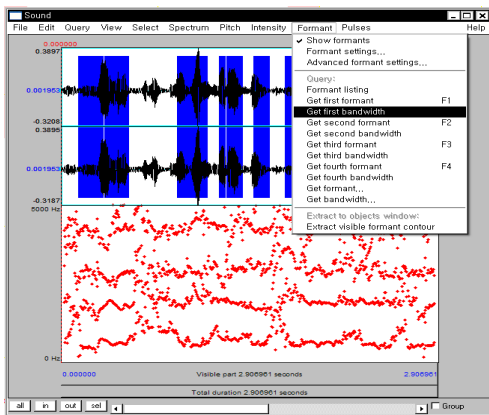 Sound
File Edit Query View Select Spectrum Pitch Intensity Formant Pulses Help
0.000000
0.3897
0.001953
-0.3208
0.3895
0.001953
-0.3187
5000 Hz
0 Hz
✓ Show formants
Formant settings...
Advanced formant settings...
Query:
Formant listing
Get first formant F1
Get first bandwidth
Get second formant F2
Get second bandwidth
Get third formant F3
Get third bandwidth
Get fourth formant F4
Get fourth bandwidth
Get formant...
Get bandwidth...
Extract to objects window:
Extract visible formant contour
0.000000 Visible part 2.906961 seconds 2.906961
Total duration 2.906961 seconds
all in out sel Group